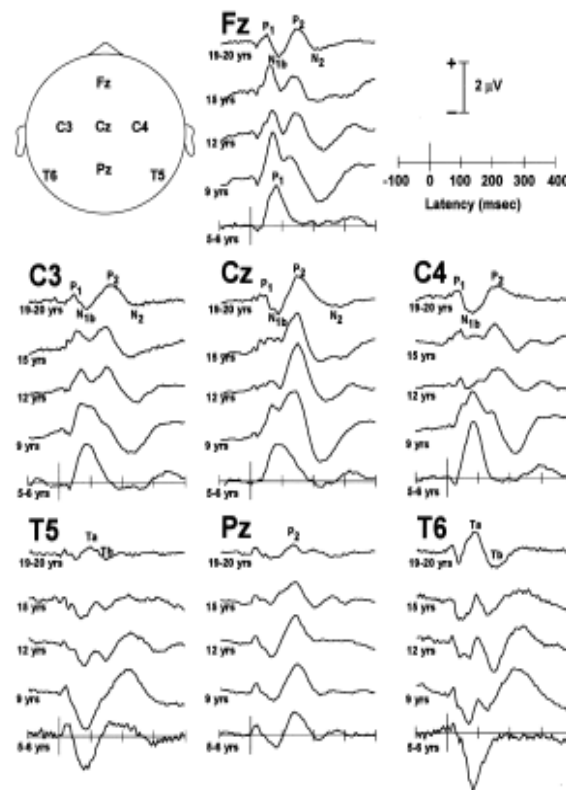 Fz
C3 Cz C4
T6 Pz T5
Fz
P1 P2
N1b N2
19-20 yrs
15 yrs
12 yrs
9 yrs
P1
5-6 yrs
+
2 µV
−
-100 0 100 200 300 400
Latency (msec)
C3
P1 P2
N1b N2
19-20 yrs
15 yrs
12 yrs
9 yrs
5-6 yrs
Cz
P1 P2
N1b N2
19-20 yrs
15 yrs
12 yrs
9 yrs
5-6 yrs
C4
P1 P2
N1b
19-20 yrs
15 yrs
12 yrs
9 yrs
5-6 yrs
T5
Ta
Tb
19-20 yrs
15 yrs
12 yrs
9 yrs
5-6 yrs
Pz
P2
19-20 yrs
15 yrs
12 yrs
9 yrs
5-6 yrs
T6
Ta
Tb
19-20 yrs
15 yrs
12 yrs
9 yrs
5-6 yrs